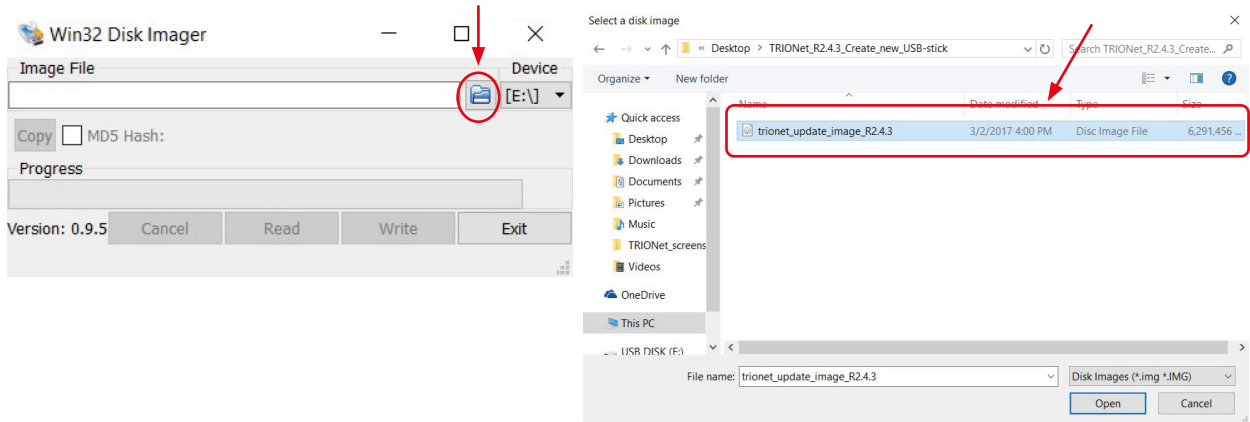 Win32 Disk Imager
Image File
Device
[E:\]
Copy
MD5 Hash:
Progress
Version: 0.9.5
Cancel
Read
Write
Exit
Select a disk image
« Desktop > TRIONet_R2.4.3_Create_new_USB-stick
Search TRIONet_R2.4.3_Create...
Organize
New folder
Name
Date modified
Type
Size
Quick access
Desktop
Downloads
Documents
Pictures
Music
TRIONet_screens
Videos
OneDrive
This PC
USB DISK (E:)
trionet_update_image_R2.4.3
3/2/2017 4:00 PM
Disc Image File
6,291,456 ...
File name:
trionet_update_image_R2.4.3
Disk Images (*.img *.IMG)
Open
Cancel